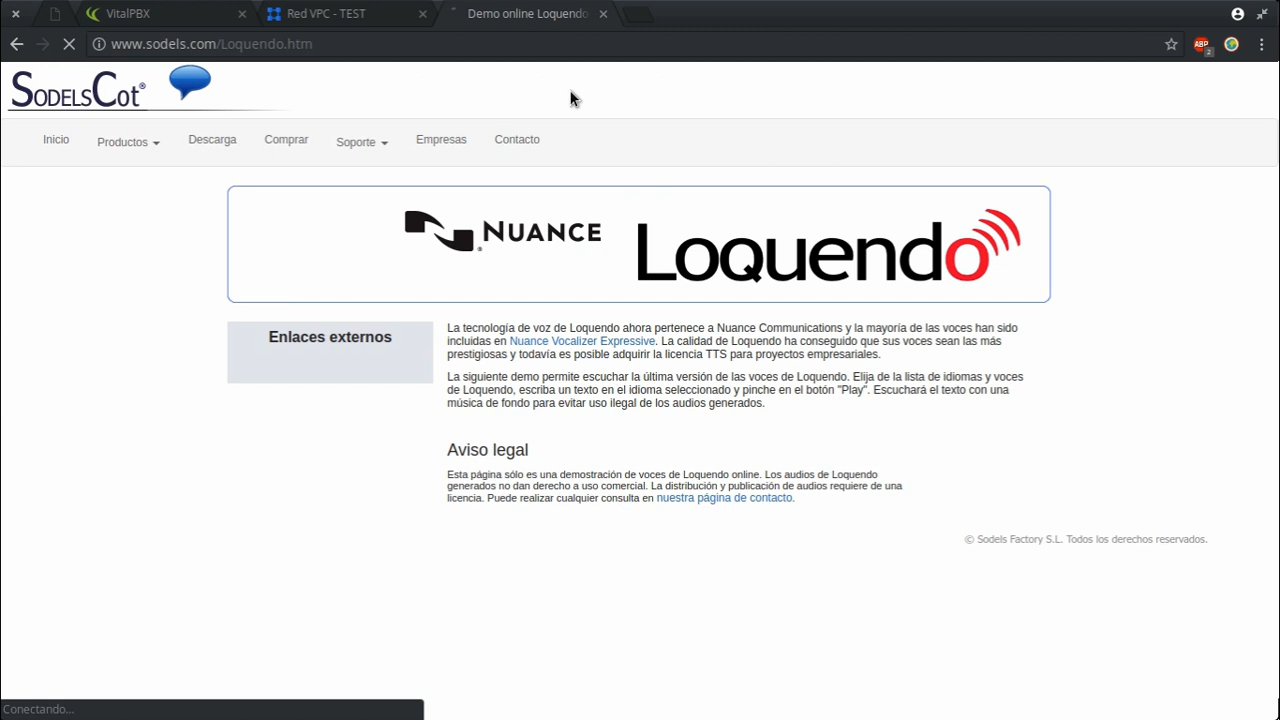 VitalPBX
Red VPC - TEST
Demo online Loquendo
www.sodels.com/Loquendo.htm
ABP
2
SODELSCOT®
Inicio
Productos
Descarga
Comprar
Soporte
Empresas
Contacto
NUANCE
Loquendo
Enlaces externos
La tecnología de voz de Loquendo ahora pertenece a Nuance Communications y la mayoría de las voces han sido
incluidas en Nuance Vocalizer Expressive. La calidad de Loquendo ha conseguido que sus voces sean las más
prestigiosas y todavía es posible adquirir la licencia TTS para proyectos empresariales.
La siguiente demo permite escuchar la última versión de las voces de Loquendo. Elija de la lista de idiomas y voces
de Loquendo, escriba un texto en el idioma seleccionado y pinche en el botón "Play". Escuchará el texto con una
música de fondo para evitar uso ilegal de los audios generados.
Aviso legal
Esta página sólo es una demostración de voces de Loquendo online. Los audios de Loquendo
generados no dan derecho a uso comercial. La distribución y publicación de audios requiere de una
licencia. Puede realizar cualquier consulta en nuestra página de contacto.
© Sodels Factory S.L. Todos los derechos reservados.
Conectando...